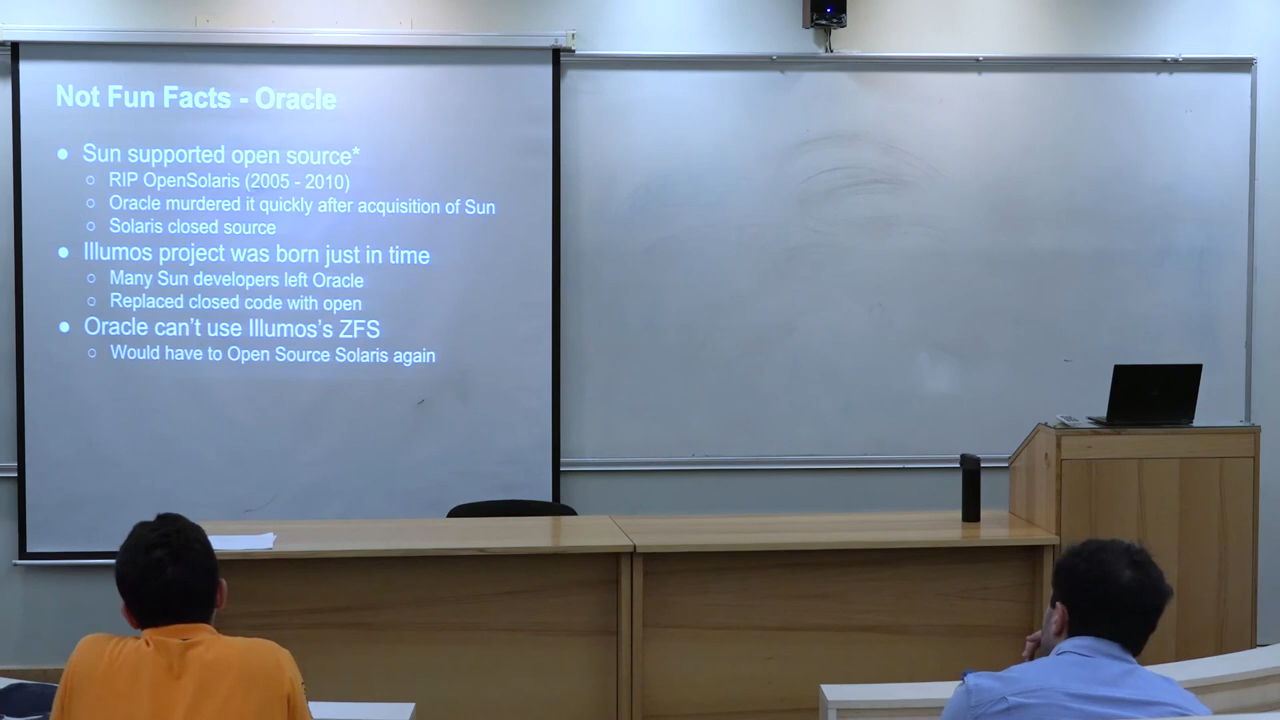 Not Fun Facts - Oracle
● Sun supported open source*
○ RIP OpenSolaris (2005 - 2010)
○ Oracle murdered it quickly after acquisition of Sun
○ Solaris closed source
● Illumos project was born just in time
○ Many Sun developers left Oracle
○ Replaced closed code with open
● Oracle can't use Illumos's ZFS
○ Would have to Open Source Solaris again